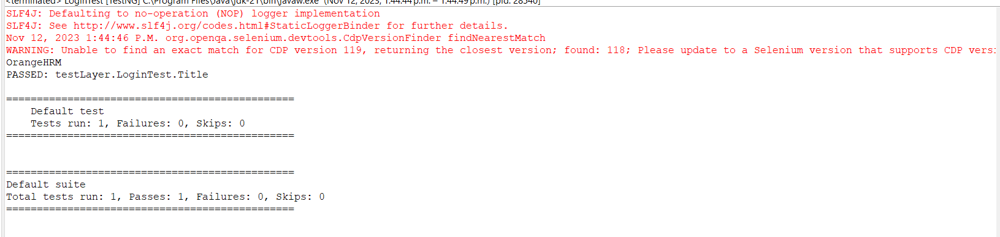 <terminated> LoginTest [TestNG] C:\Program Files\Java\jdk-21\bin\javaw.exe (Nov 12, 2023, 1:44:44 p.m. – 1:44:49 p.m.) [pid: 28540]
SLF4J: Defaulting to no-operation (NOP) logger implementation
SLF4J: See http://www.slf4j.org/codes.html#StaticLoggerBinder for further details.
Nov 12, 2023 1:44:46 P.M. org.openqa.selenium.devtools.CdpVersionFinder findNearestMatch
WARNING: Unable to find an exact match for CDP version 119, returning the closest version; found: 118; Please update to a Selenium version that supports CDP
OrangeHRM
PASSED: testLayer.LoginTest.Title
===============================================
Default test
Tests run: 1, Failures: 0, Skips: 0
===============================================
===============================================
Default suite
Total tests run: 1, Passes: 1, Failures: 0, Skips: 0
===============================================